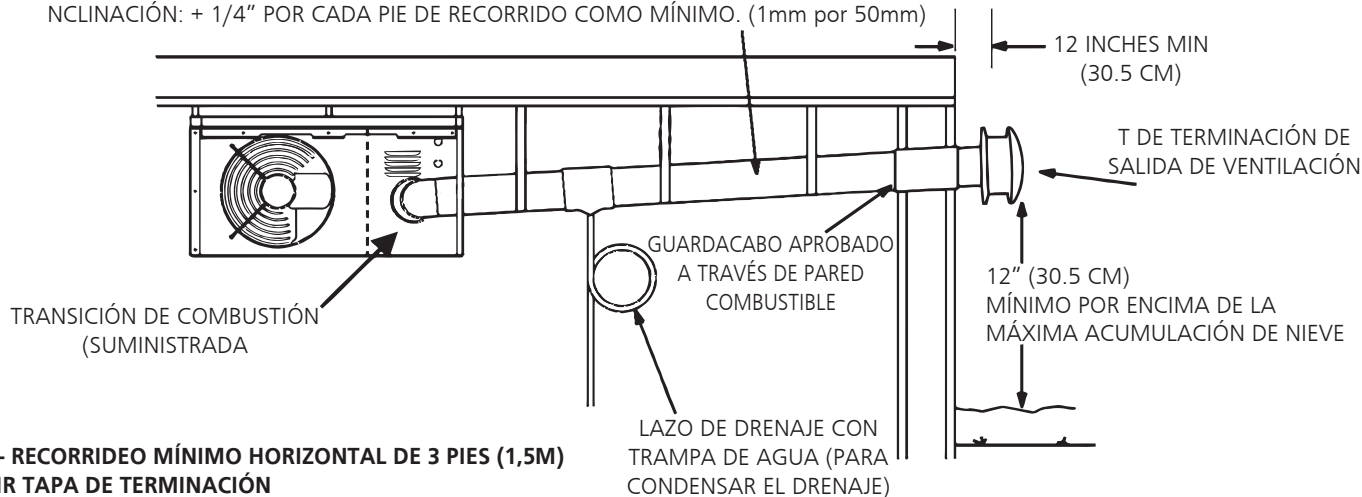 NCLINACIÓN: + 1/4" POR CADA PIE DE RECORRIDO COMO MÍNIMO. (1mm por 50mm)
12 INCHES MIN
(30.5 CM)
T DE TERMINACIÓN DE
SALIDA DE VENTILACIÓN
GUARDACABO APROBADO
A TRAVÉS DE PARED
COMBUSTIBLE
12" (30.5 CM)
MÍNIMO POR ENCIMA DE LA
MÁXIMA ACUMULACIÓN DE NIEVE
TRANSICIÓN DE COMBUSTIÓN
(SUMINISTRADA
LAZO DE DRENAJE CON
TRAMPA DE AGUA (PARA
CONDENSAR EL DRENAJE)
- RECORRIDEO MÍNIMO HORIZONTAL DE 3 PIES (1,5M)
IR TAPA DE TERMINACIÓN